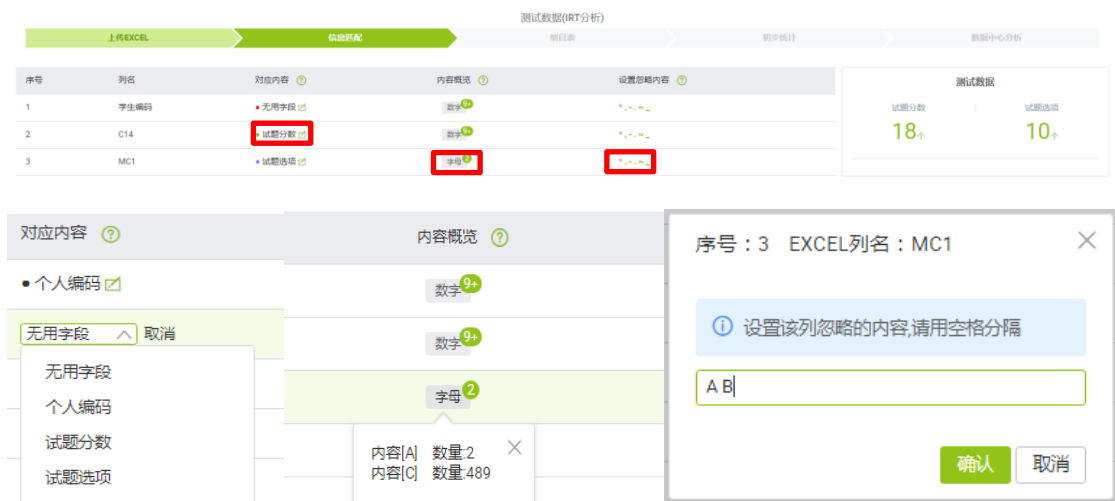 测试数据(IRT分析)
上传EXCEL 信息匹配 细目表 初步统计 数据中心分析
序号 列名 对应内容 ? 内容概览 ? 设置忽略内容 ?
1 学生编码 无用字段 数字 9+ *,-,~,_
2 C14 试题分数 数字 9+ *,-,~,_
3 MC1 试题选项 字母 2 *,-,~,_
测试数据
试题分数 试题选项
18个 10个
对应内容 ?
个人编码
无用字段 取消
无用字段
个人编码
试题分数
试题选项
内容概览 ?
数字 9+
数字 9+
字母 2
内容[A] 数量:2
内容[C] 数量:489
序号：3 EXCEL列名：MC1
设置该列忽略的内容,请用空格分隔
A B
确认 取消